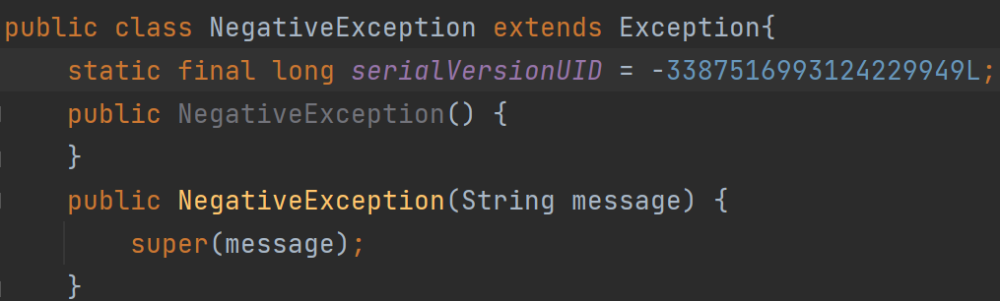 public class NegativeException extends Exception{
    static final long serialVersionUID = -3387516993124229949L;
    public NegativeException() {
    }
    public NegativeException(String message) {
        super(message);
    }